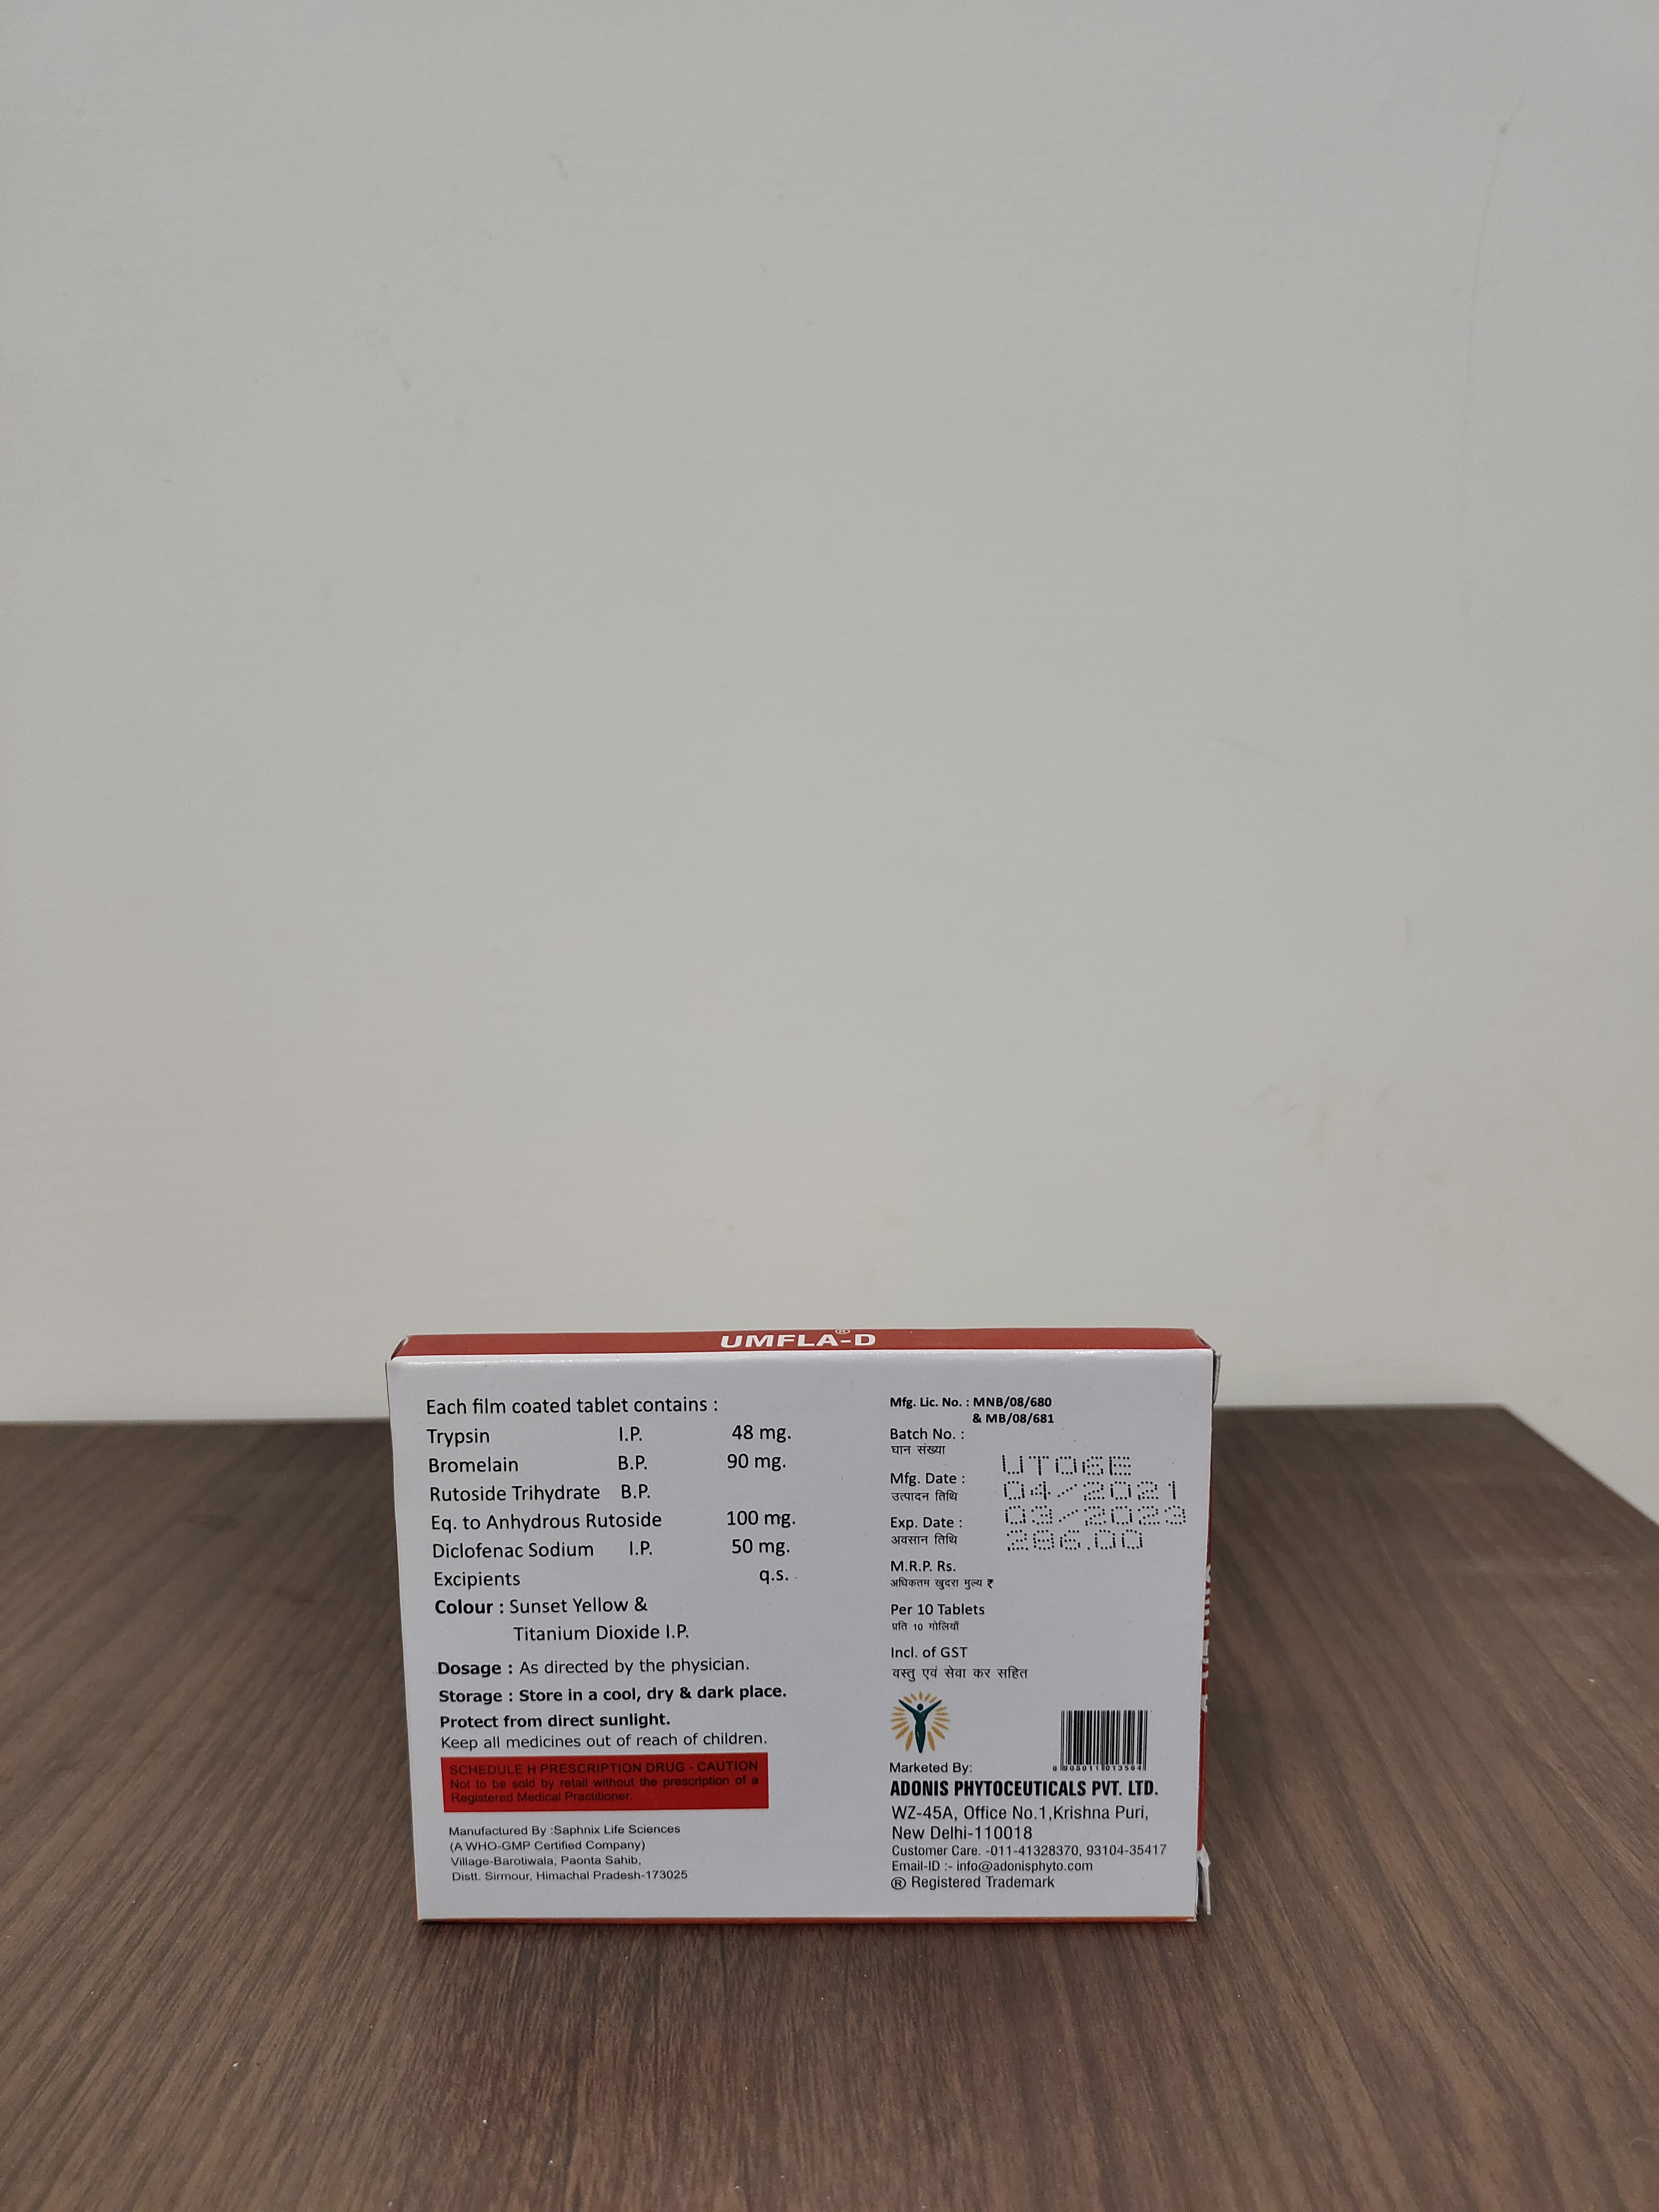 UMFLA®-D
Each film coated tablet contains :
Trypsin I.P. 48 mg.
Bromelain B.P. 90 mg.
Rutoside Trihydrate B.P.
Eq. to Anhydrous Rutoside 100 mg.
Diclofenac Sodium I.P. 50 mg.
Excipients q.s.
Colour : Sunset Yellow &
Titanium Dioxide I.P.
Dosage : As directed by the physician.
Storage : Store in a cool, dry & dark place.
Protect from direct sunlight.
Keep all medicines out of reach of children.
SCHEDULE H PRESCRIPTION DRUG - CAUTION
Not to be sold by retail without the prescription of a
Registered Medical Practitioner.
Manufactured By :Saphnix Life Sciences
(A WHO-GMP Certified Company)
Village-Barotiwala, Paonta Sahib,
Distt. Sirmour, Himachal Pradesh-173025
Mfg. Lic. No. : MNB/08/680
& MB/08/681
Batch No. :
घान संख्या
UT06E
Mfg. Date :
04/2021
उत्पादन तिथि
Exp. Date :
03/2023
अवसान तिथि
286.00
M.R.P. Rs.
अधिकतम खुदरा मुल्य ₹
Per 10 Tablets
प्रति 10 गोलियाँ
Incl. of GST
वस्तु एवं सेवा कर सहित
Marketed By:
ADONIS PHYTOCEUTICALS PVT. LTD.
WZ-45A, Office No.1,Krishna Puri,
New Delhi-110018
Customer Care. -011-41328370, 93104-35417
Email-ID :- info@adonisphyto.com
® Registered Trademark